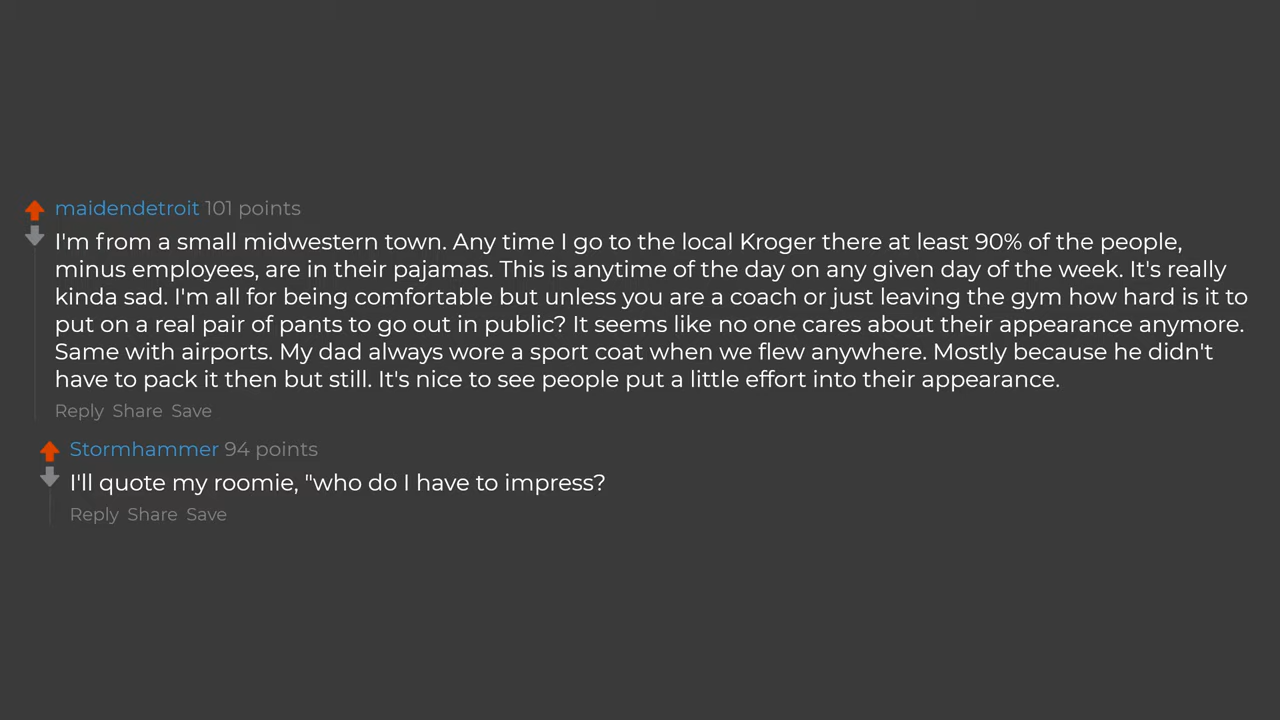 maidendetroit 101 points
I'm from a small midwestern town. Any time I go to the local Kroger there at least 90% of the people,
minus employees, are in their pajamas. This is anytime of the day on any given day of the week. It's really
kinda sad. I'm all for being comfortable but unless you are a coach or just leaving the gym how hard is it to
put on a real pair of pants to go out in public? It seems like no one cares about their appearance anymore.
Same with airports. My dad always wore a sport coat when we flew anywhere. Mostly because he didn't
have to pack it then but still. It's nice to see people put a little effort into their appearance.
Reply Share Save
Stormhammer 94 points
I'll quote my roomie, "who do I have to impress?
Reply Share Save